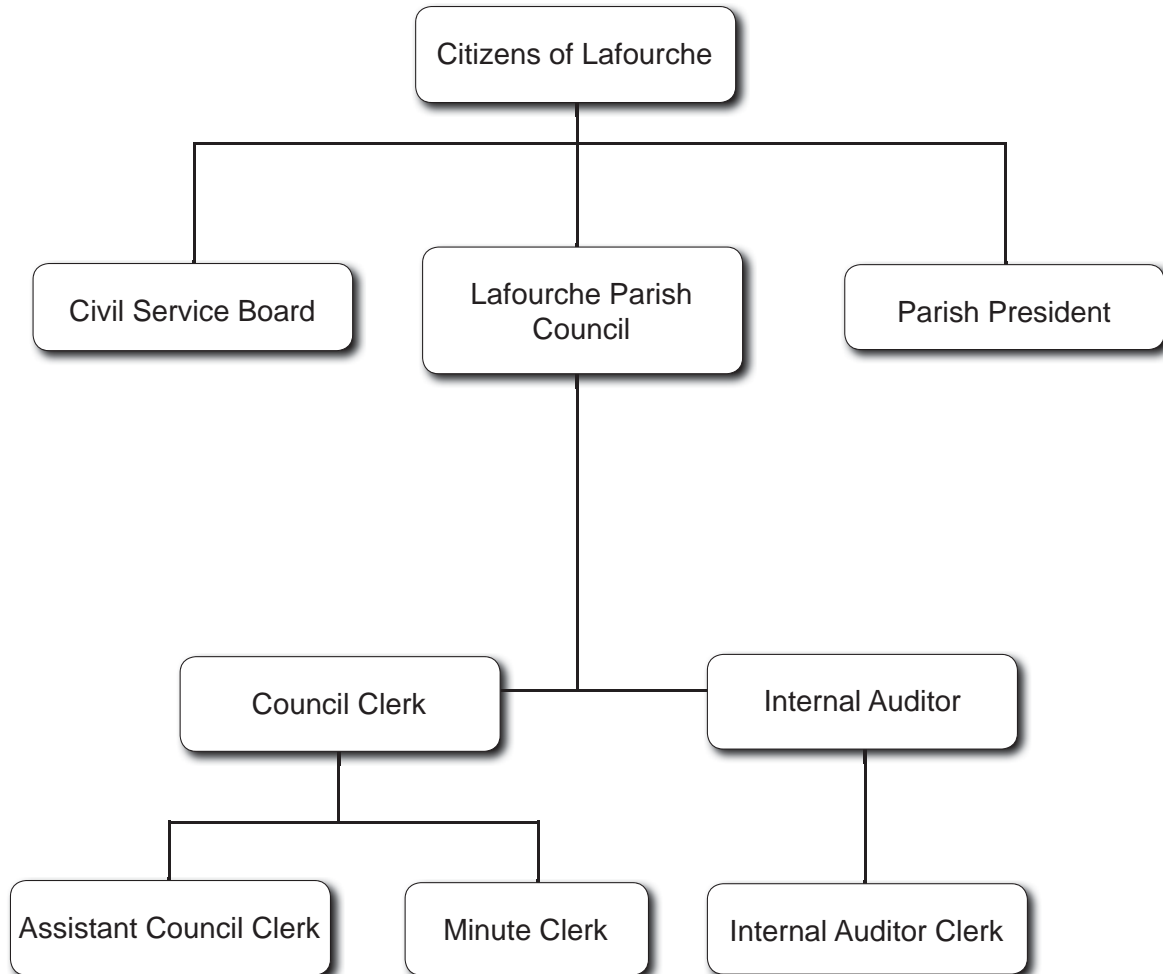 Citizens of Lafourche
Civil Service Board
Lafourche Parish
Council
Parish President
Council Clerk
Internal Auditor
Assistant Council Clerk
Minute Clerk
Internal Auditor Clerk